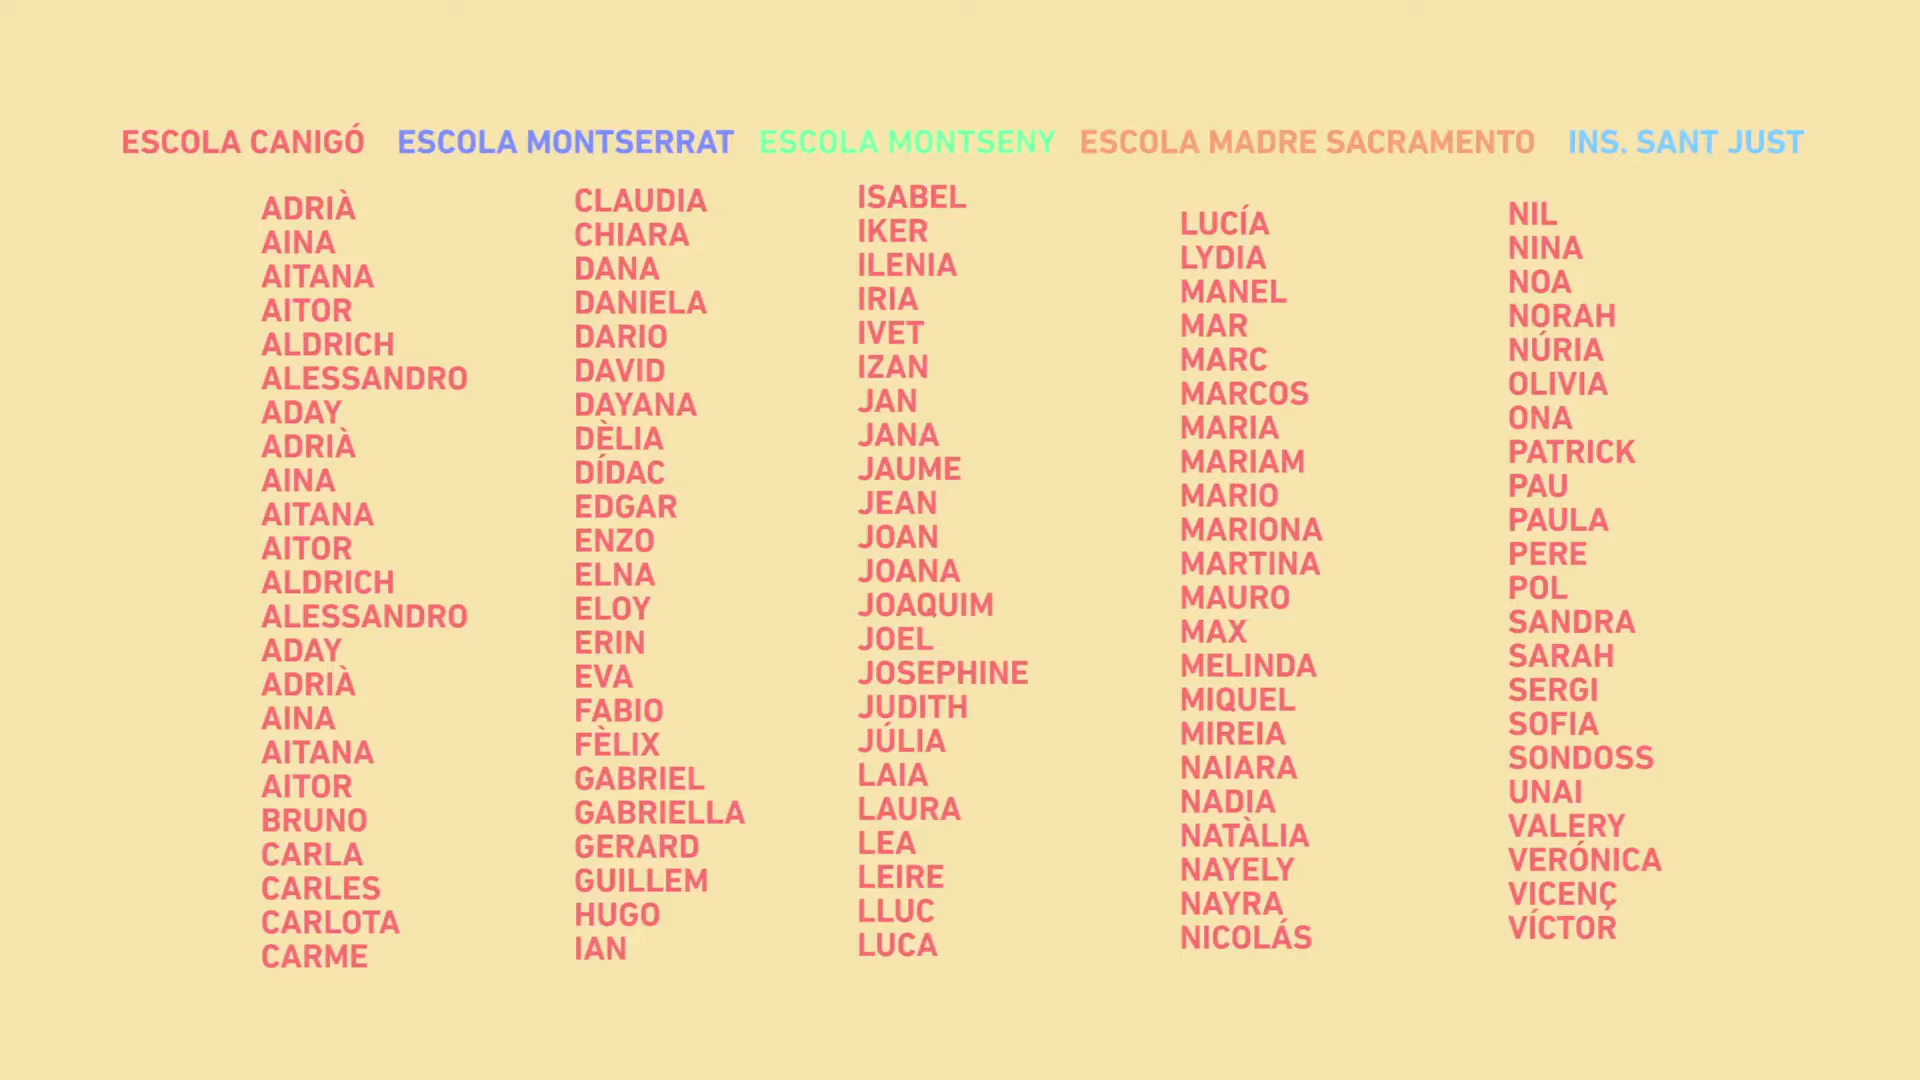 ESCOLA CANIGÓ ESCOLA MONTSERRAT ESCOLA MONTSENY ESCOLA MADRE SACRAMENTO INS. SANT JUST
ADRIÀ
AINA
AITANA
AITOR
ALDRICH
ALESSANDRO
ADAY
ADRIÀ
AINA
AITANA
AITOR
ALDRICH
ALESSANDRO
ADAY
ADRIÀ
AINA
AITANA
AITOR
BRUNO
CARLA
CARLES
CARLOTA
CARME
CLAUDIA
CHIARA
DANA
DANIELA
DARIO
DAVID
DAYANA
DÈLIA
DÍDAC
EDGAR
ENZO
ELNA
ELOY
ERIN
EVA
FABIO
FÈLIX
GABRIEL
GABRIELLA
GERARD
GUILLEM
HUGO
IAN
ISABEL
IKER
ILENIA
IRIA
IVET
IZAN
JAN
JANA
JAUME
JEAN
JOAN
JOANA
JOAQUIM
JOEL
JOSEPHINE
JUDITH
JÚLIA
LAIA
LAURA
LEA
LEIRE
LLUC
LUCA
LUCÍA
LYDIA
MANEL
MAR
MARC
MARCOS
MARIA
MARIAM
MARIO
MARIONA
MARTINA
MAURO
MAX
MELINDA
MIQUEL
MIREIA
NAIARA
NADIA
NATÀLIA
NAYELY
NAYRA
NICOLÁS
NIL
NINA
NOA
NORAH
NÚRIA
OLIVIA
ONA
PATRICK
PAU
PAULA
PERE
POL
SANDRA
SARAH
SERGI
SOFIA
SONDOSS
UNAI
VALERY
VERÓNICA
VICENÇ
VÍCTOR